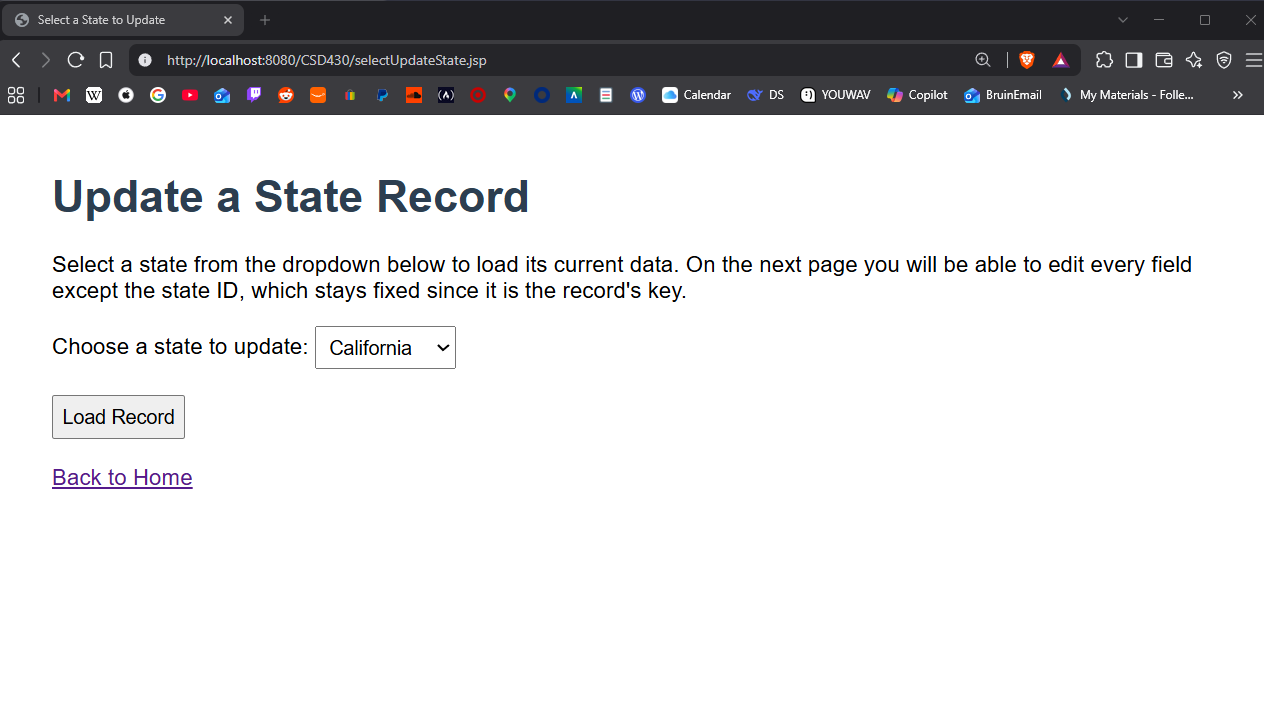 Select a State to Update
http://localhost:8080/CSD430/selectUpdateState.jsp
Calendar DS YOUWAV Copilot BruinEmail My Materials - Folle...
Update a State Record
Select a state from the dropdown below to load its current data. On the next page you will be able to edit every field
except the state ID, which stays fixed since it is the record's key.
Choose a state to update: California
Load Record
Back to Home